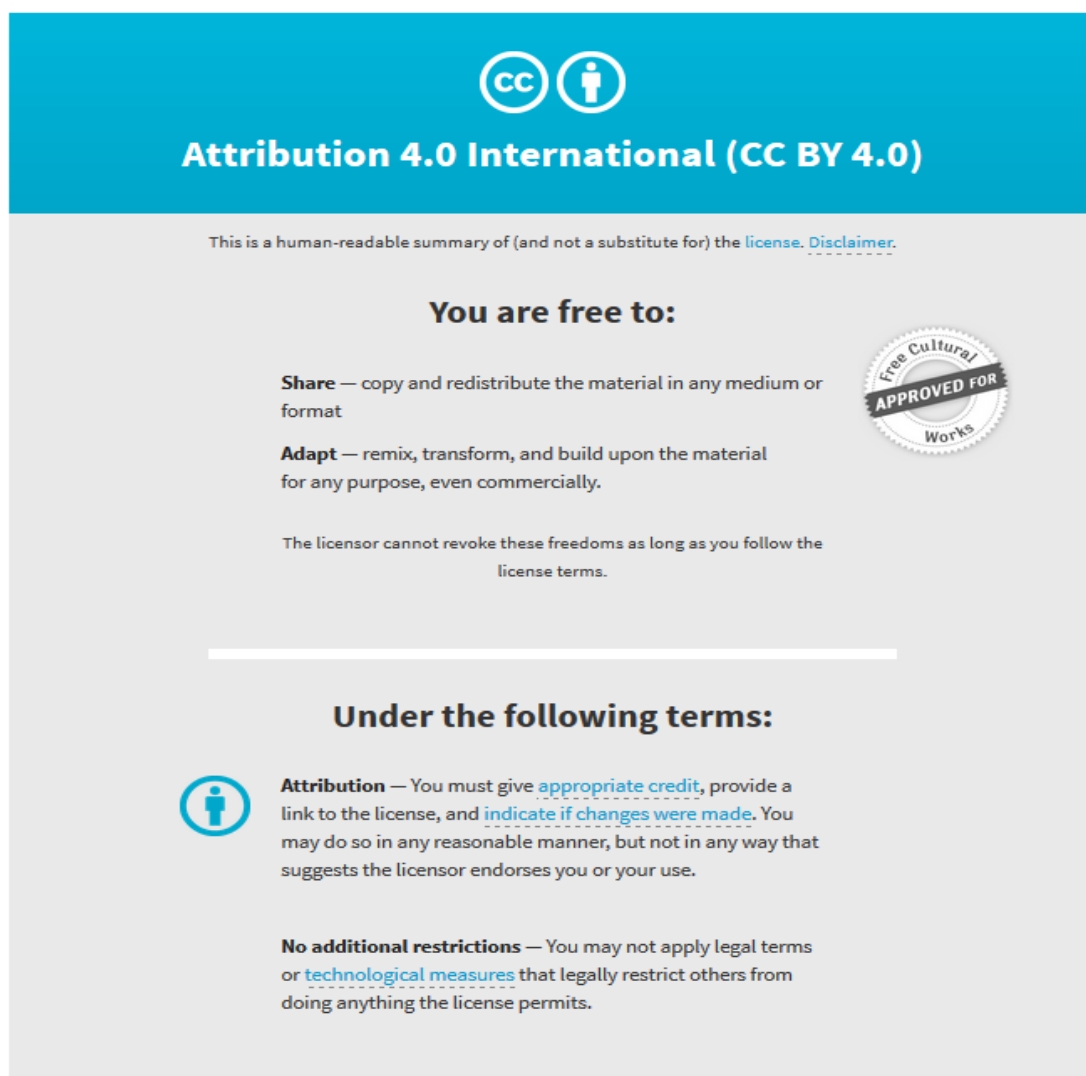 cc
Attribution 4.0 International (CC BY 4.0)
This is a human-readable summary of (and not a substitute for) the license. Disclaimer.
You are free to:
Free Cultural
APPROVED FOR
Works
Share — copy and redistribute the material in any medium or
format
Adapt — remix, transform, and build upon the material
for any purpose, even commercially.
The licensor cannot revoke these freedoms as long as you follow the
license terms.
Under the following terms:
Attribution — You must give appropriate credit, provide a
link to the license, and indicate if changes were made. You
may do so in any reasonable manner, but not in any way that
suggests the licensor endorses you or your use.
No additional restrictions — You may not apply legal terms
or technological measures that legally restrict others from
doing anything the license permits.